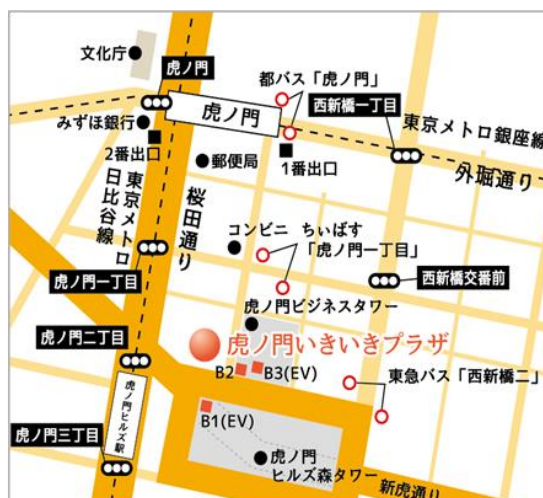 文化庁
虎ノ門
都バス「虎ノ門」
虎ノ門
西新橋一丁目
みずほ銀行
東京メトロ銀座線
2番出口
郵便局
1番出口
外堀通り
東京メトロ
日比谷線
桜田通り
コンビニ
ちぃばす
「虎ノ門一丁目」
虎ノ門一丁目
西新橋交番前
虎ノ門ビジネスタワー
虎ノ門いきいきプラザ
虎ノ門二丁目
B2
B3(EV)
東急バス「西新橋二」
虎ノ門ヒルズ駅
B1(EV)
虎ノ門三丁目
虎ノ門
ヒルズ森タワー
新虎通り